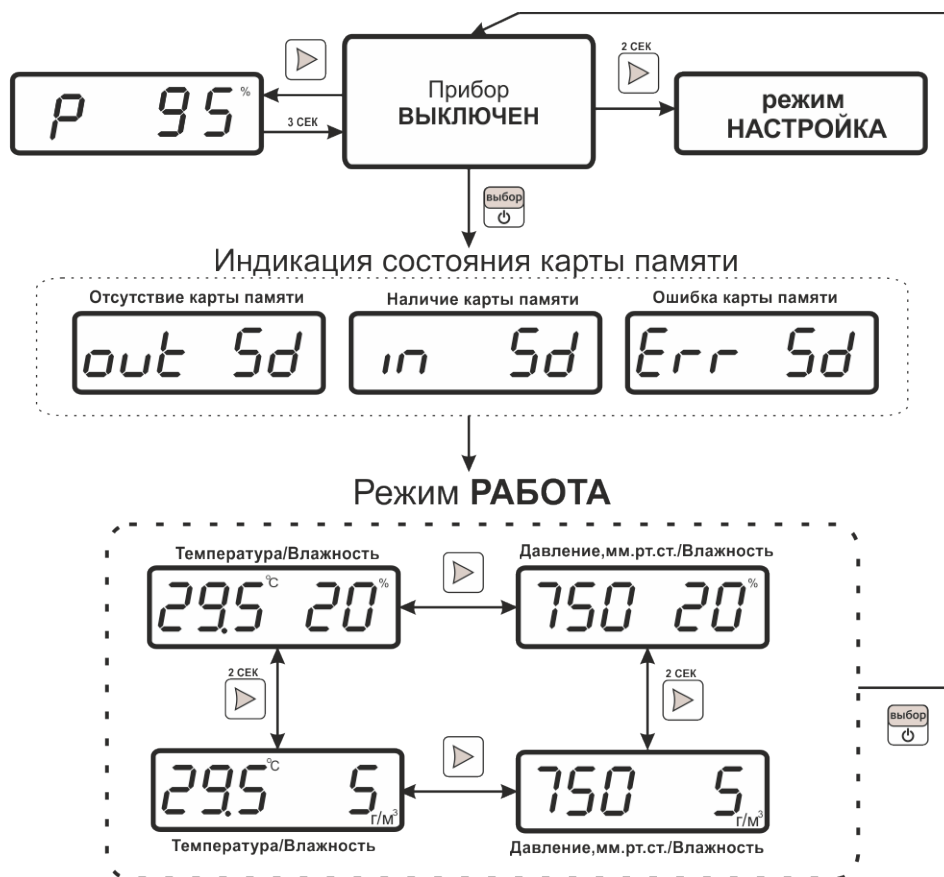 2 СЕК
P 95 %
3 СЕК
Прибор
ВЫКЛЮЧЕН
режим
НАСТРОЙКА
выбор
Индикация состояния карты памяти
Отсутствие карты памяти
Наличие карты памяти
Ошибка карты памяти
out Sd
in Sd
Err Sd
Режим РАБОТА
Температура/Влажность
Давление,мм.рт.ст./Влажность
29.5 °C 20 %
750 20 %
2 СЕК
2 СЕК
выбор
29.5 °C 5 г/м³
750 5 г/м³
Температура/Влажность
Давление,мм.рт.ст./Влажность